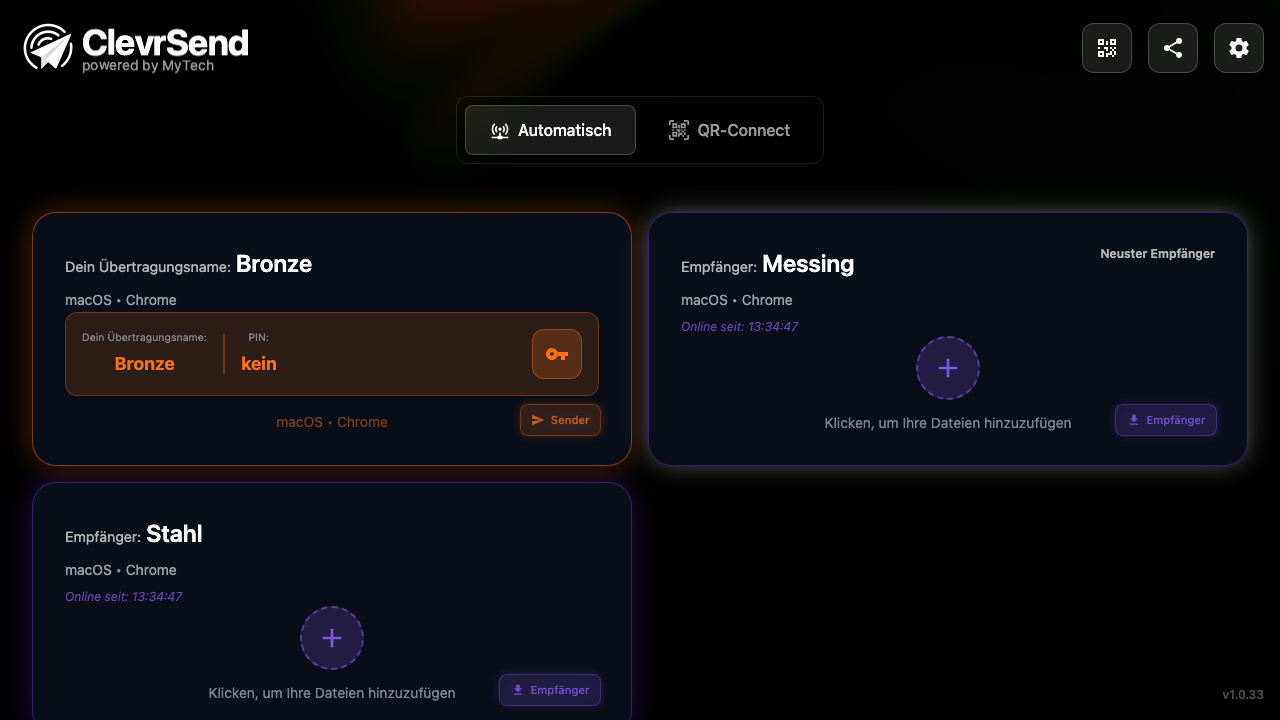 ClevrSend
powered by MyTech
Automatisch
QR-Connect
Dein Übertragungsname: Bronze
macOS • Chrome
Dein Übertragungsname:
Bronze
PIN:
kein
macOS • Chrome
Sender
Neuster Empfänger
Empfänger: Messing
macOS • Chrome
Online seit: 13:34:47
Klicken, um Ihre Dateien hinzuzufügen
Empfänger
Empfänger: Stahl
macOS • Chrome
Online seit: 13:34:47
Klicken, um Ihre Dateien hinzuzufügen
Empfänger
v1.0.33